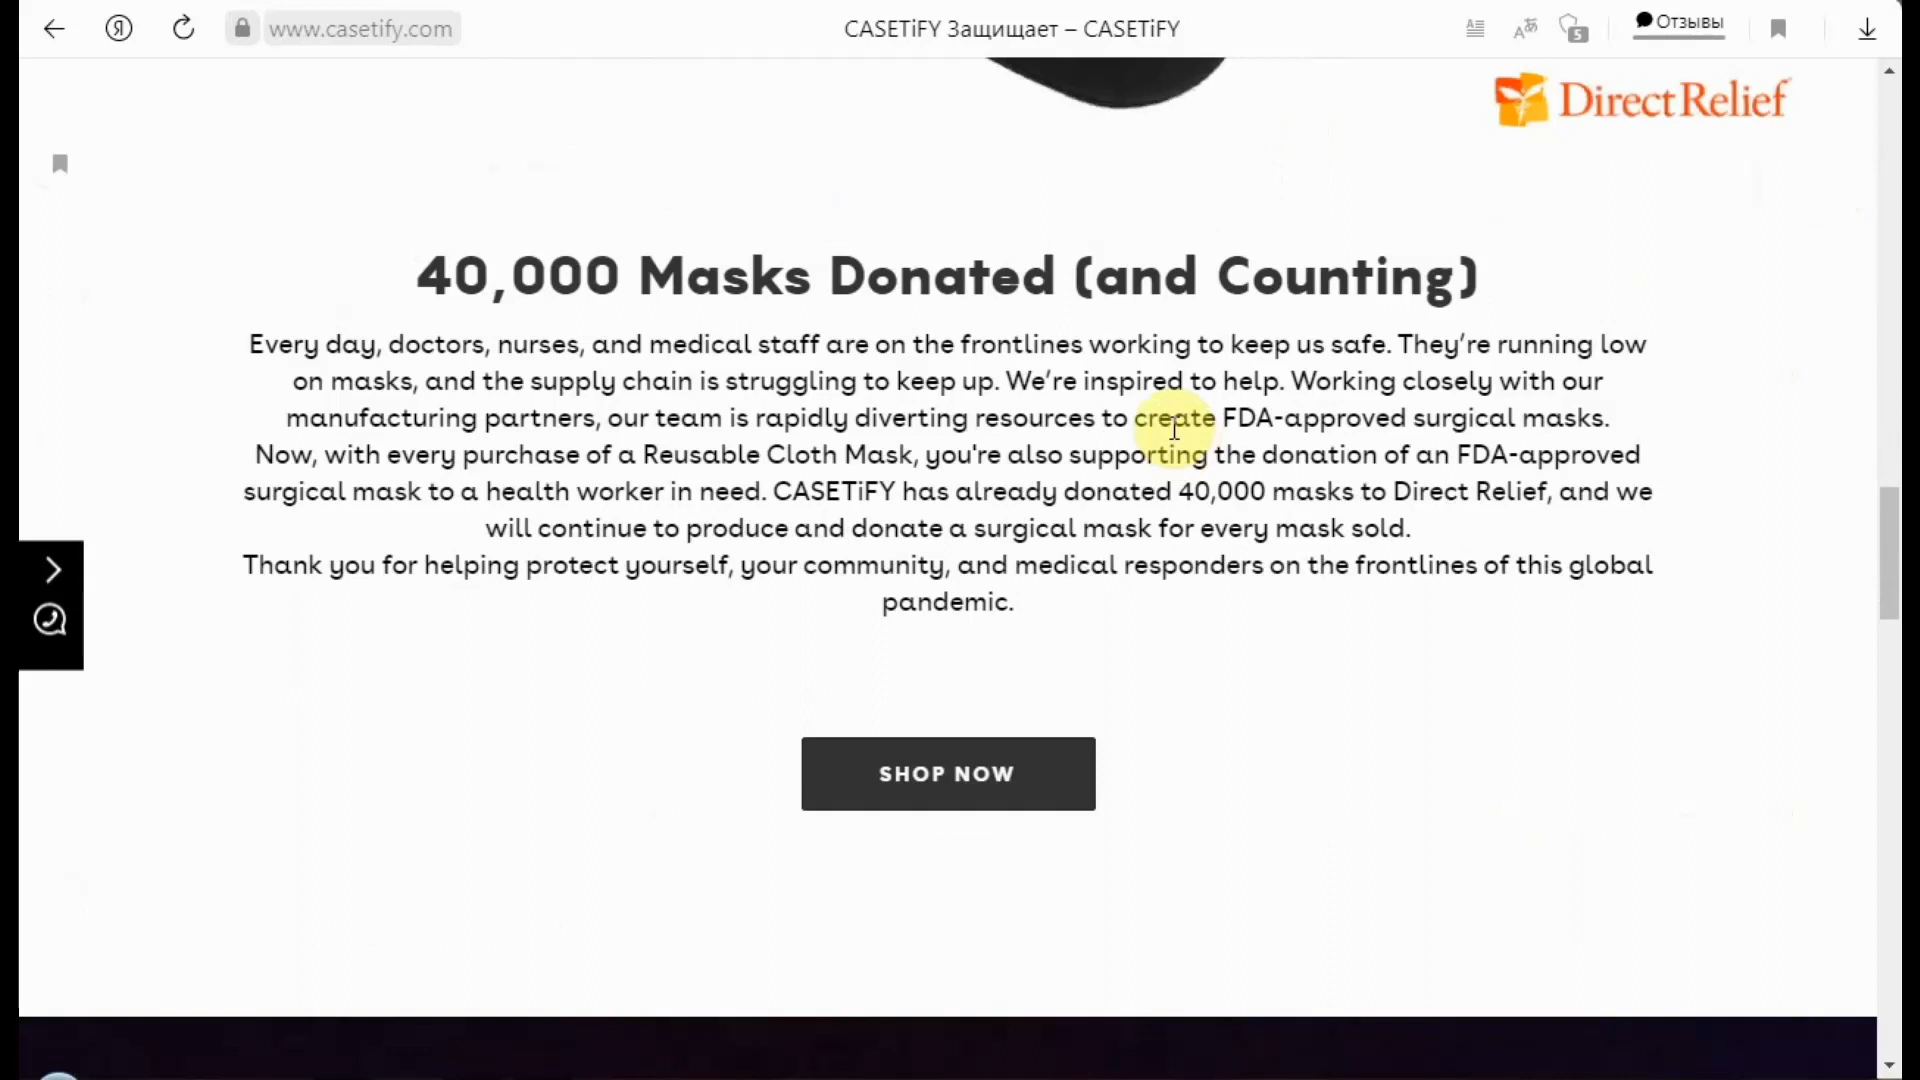 Я
www.casetify.com
CASETiFY Защищает – CASETiFY
5
Отзывы
Direct Relief
40,000 Masks Donated (and Counting)
Every day, doctors, nurses, and medical staff are on the frontlines working to keep us safe. They’re running low
on masks, and the supply chain is struggling to keep up. We’re inspired to help. Working closely with our
manufacturing partners, our team is rapidly diverting resources to create FDA-approved surgical masks.
Now, with every purchase of a Reusable Cloth Mask, you're also supporting the donation of an FDA-approved
surgical mask to a health worker in need. CASETiFY has already donated 40,000 masks to Direct Relief, and we
will continue to produce and donate a surgical mask for every mask sold.
Thank you for helping protect yourself, your community, and medical responders on the frontlines of this global
pandemic.
SHOP NOW